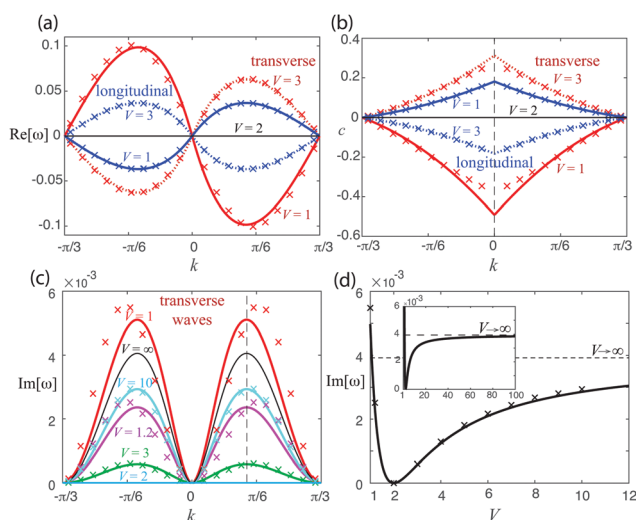 (a)
0.1
0.05
0
-0.05
-0.1
Re[ω]
transverse
longitudinal
V = 3
V = 3
V = 2
V = 1
V = 1
-π/3
-π/6
0
π/6
π/3
k
(b)
0.4
0.2
0
-0.2
-0.4
-0.6
c
transverse
V = 3
V = 1
V = 2
V = 3
longitudinal
V = 1
-π/3
-π/6
0
π/6
π/3
k
(c)
× 10⁻³
6
4
2
0
Im[ω]
transverse
waves
V = 1
V = ∞
V = 10
V = 1.2
V = 3
V = 2
-π/3
-π/6
0
π/6
π/3
k
(d)
× 10⁻³
6
4
2
0
Im[ω]
6
× 10⁻³
4
2
0
1
20
40
60
80
100
V→∞
V→∞
1
2
4
6
8
10
12
V